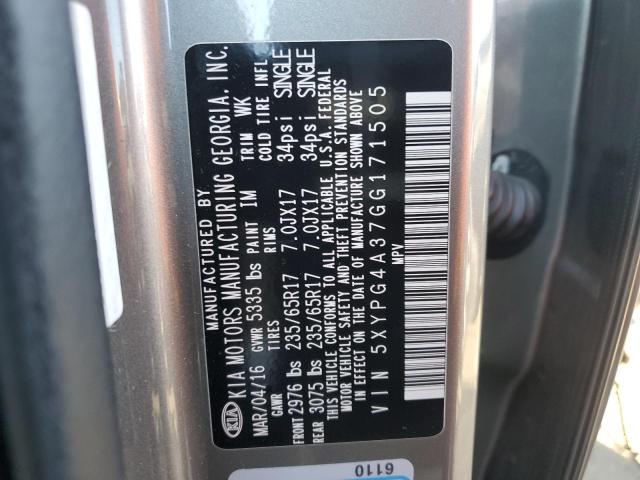 MANUFACTURED BY
KIA KIA MOTORS MANUFACTURING GEORGIA, INC.
MAR/04/16 GVWR 5335 lbs PAINT IM TRIM WK
GAWR TIRES RIMS COLD TIRE INFL
FRONT 2976 lbs 235/65R17 7.0JX17 34psi SINGLE
REAR 3075 lbs 235/65R17 7.0JX17 34psi SINGLE
THIS VEHICLE CONFORMS TO ALL APPLICABLE U.S.A. FEDERAL
MOTOR VEHICLE SAFETY AND THEFT PREVENTION STANDARDS
IN EFFECT ON THE DATE OF MANUFACTURE SHOWN ABOVE
VIN 5XYPG4A37GG171505
MPV
6110